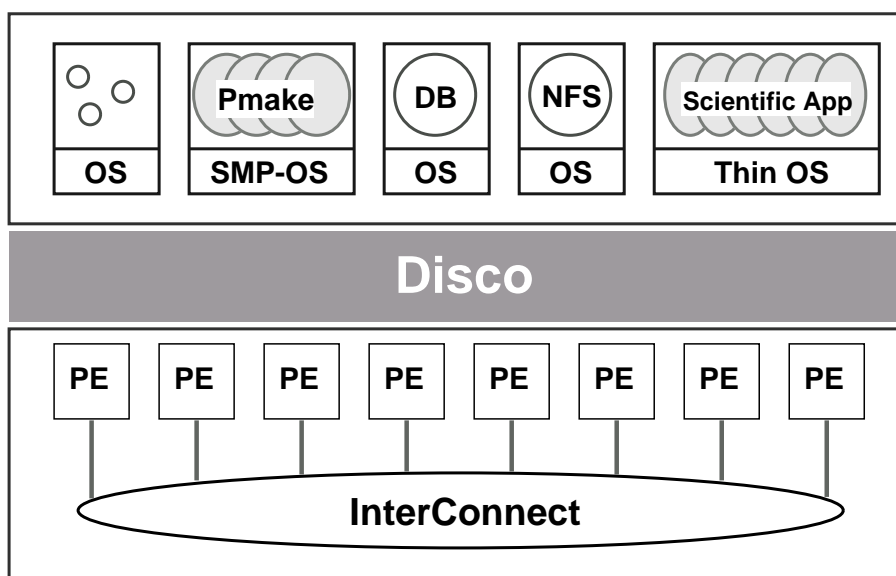 Pmake DB NFS Scientific App
OS SMP-OS OS OS Thin OS
Disco
PE PE PE PE PE PE PE PE
InterConnect